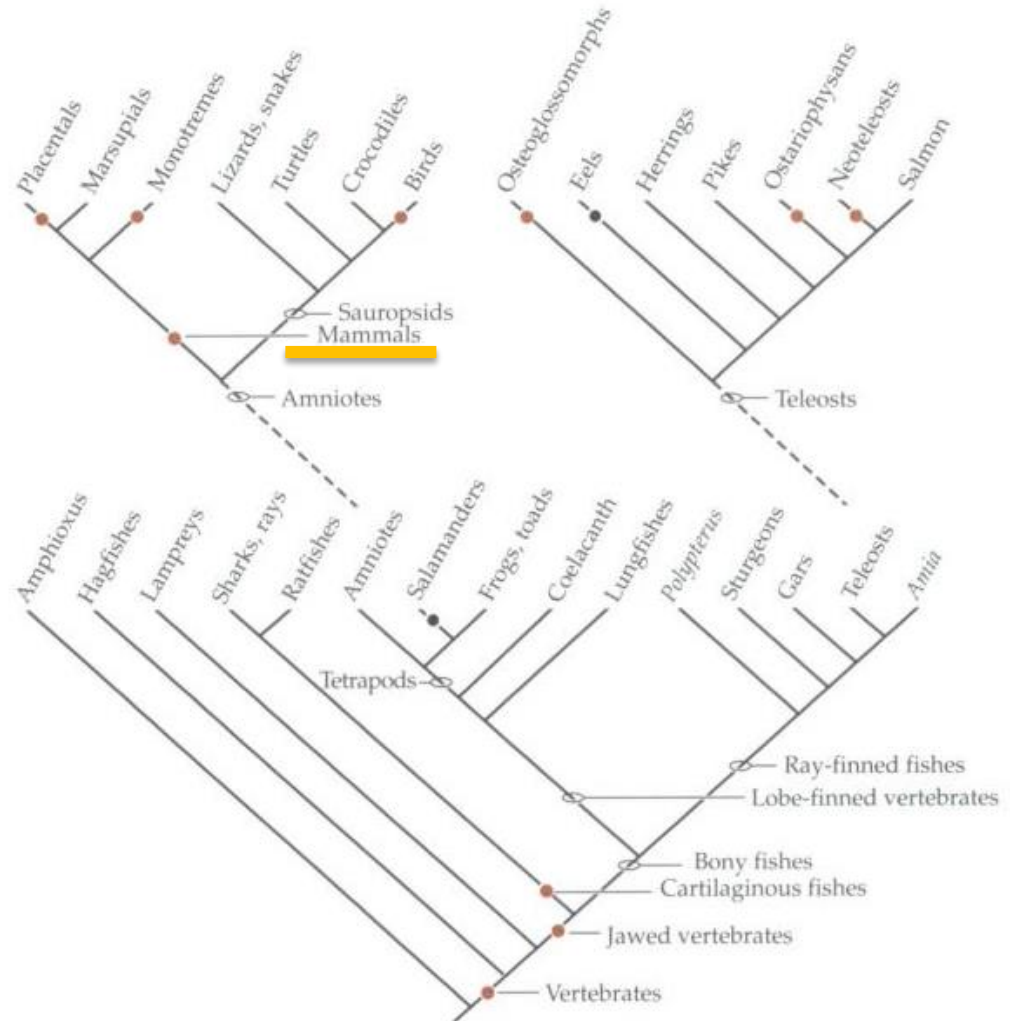 Placentals
Marsupials
Monotremes
Lizards, snakes
Turtles
Crocodiles
Birds
Osteoglossomorphs
Eels
Herrings
Pikes
Ostariophysans
Neoteleosts
Salmon
Sauropsids
Mammals
Amniotes
Teleosts
Amphioxus
Hagfishes
Lampreys
Sharks, rays
Ratfishes
Amniotes
Salamanders
Frogs, toads
Coelacanth
Lungfishes
Polypterus
Sturgeons
Gars
Teleosts
Amia
Tetrapods
Ray-finned fishes
Lobe-finned vertebrates
Bony fishes
Cartilaginous fishes
Jawed vertebrates
Vertebrates